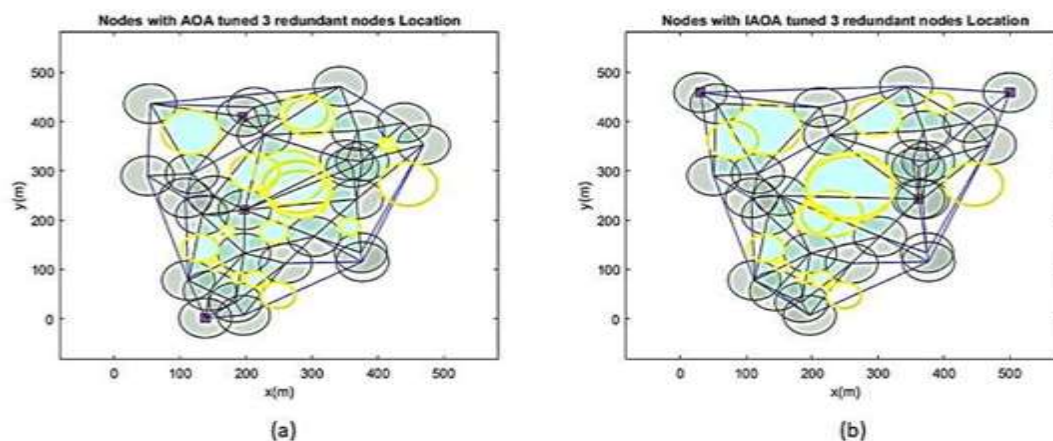 Nodes with AOA tuned 3 redundant nodes Location
500
400
300
200
100
0
y(m)
0 100 200 300 400 500
x(m)
(a)
Nodes with IAOA tuned 3 redundant nodes Location
500
400
300
200
100
0
y(m)
0 100 200 300 400 500
x(m)
(b)